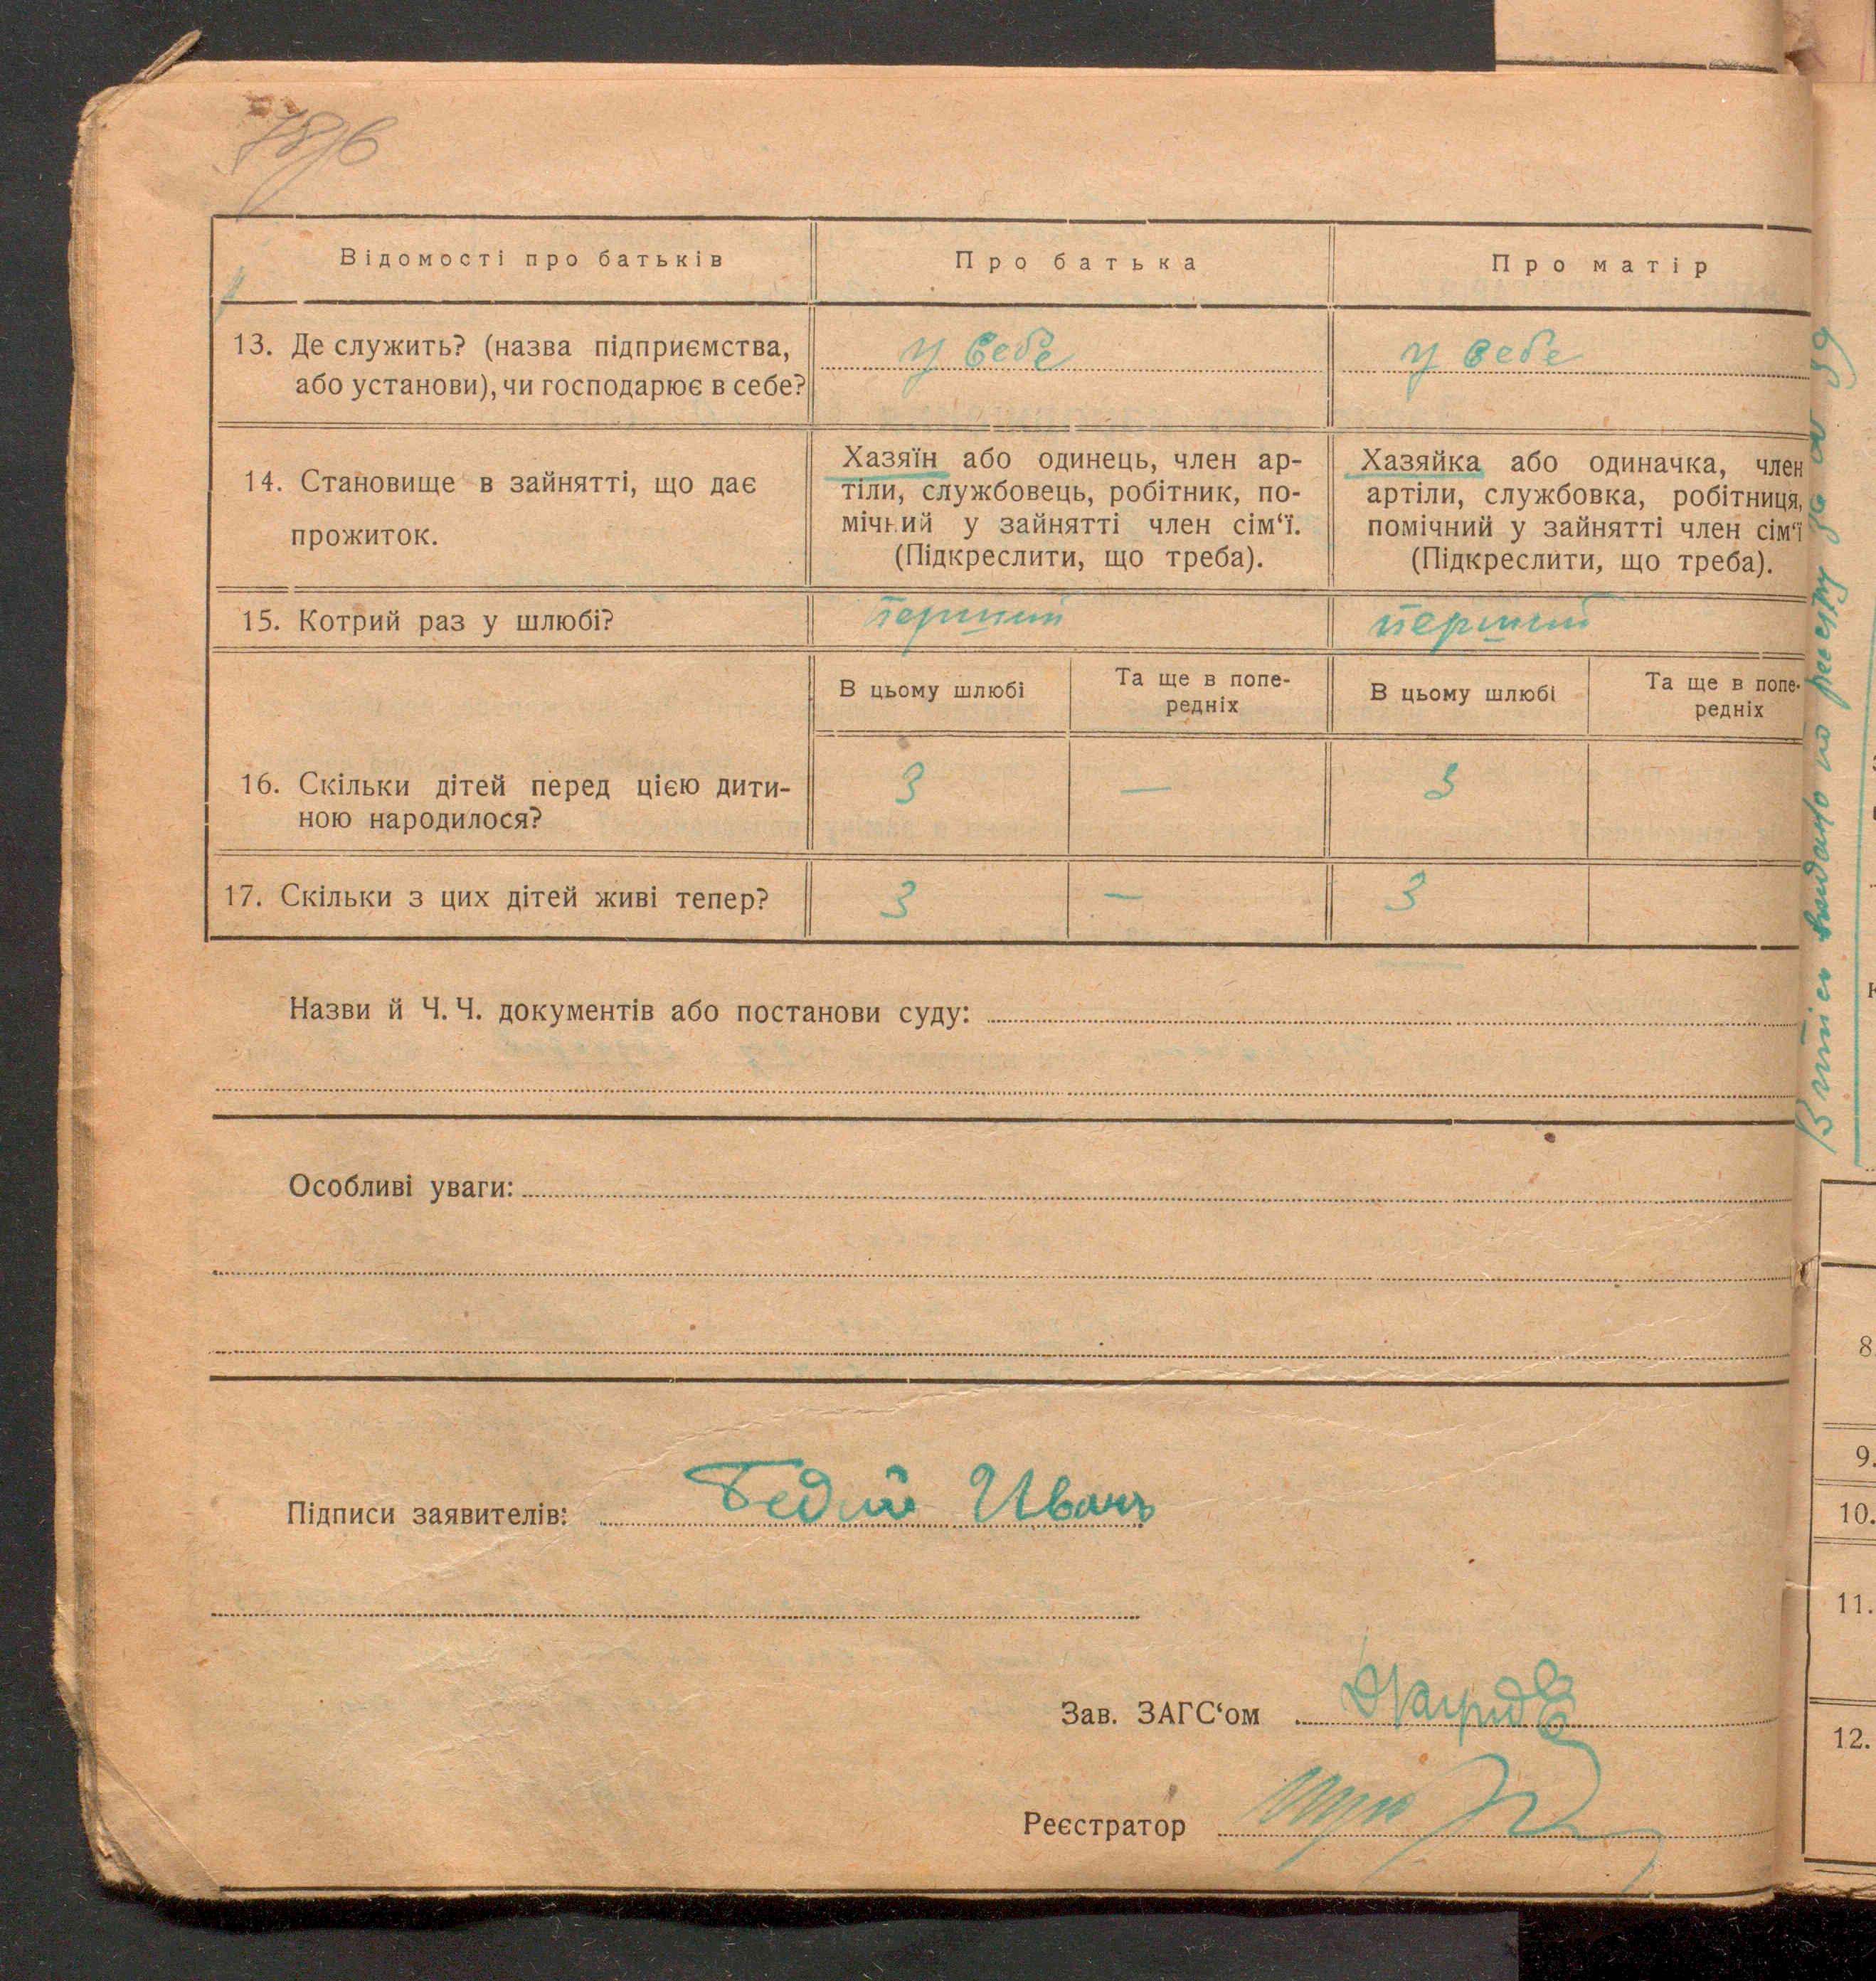 Відомості про батьків
Про батька
Про матір
13. Де служить? (назва підприємства, або установи), чи господарює в себе?
у себе
у себе
14. Становище в зайнятті, що дає прожиток.
Хазяїн або одинець, член ар-
тіли, службовець, робітник, по-
мічний у зайнятті член сім‘ї.
(Підкреслити, що треба).
Хазяйка або одиначка, член
артіли, службовка, робітниця,
помічний у зайнятті член сім‘ї
(Підкреслити, що треба).
15. Котрий раз у шлюбі?
перший
перший
В цьому шлюбі
Та ще в попе-
редніх
В цьому шлюбі
Та ще в попе-
редніх
16. Скільки дітей перед цією дити-
ною народилося?
3
—
3
17. Скільки з цих дітей живі тепер?
3
—
3
Назви й Ч. Ч. документів або постанови суду:
Особливі уваги:
Підписи заявителів: Бедій Иванъ
Зав. ЗАГС‘ом
Реєстратор
8
9.
10.
11.
12.